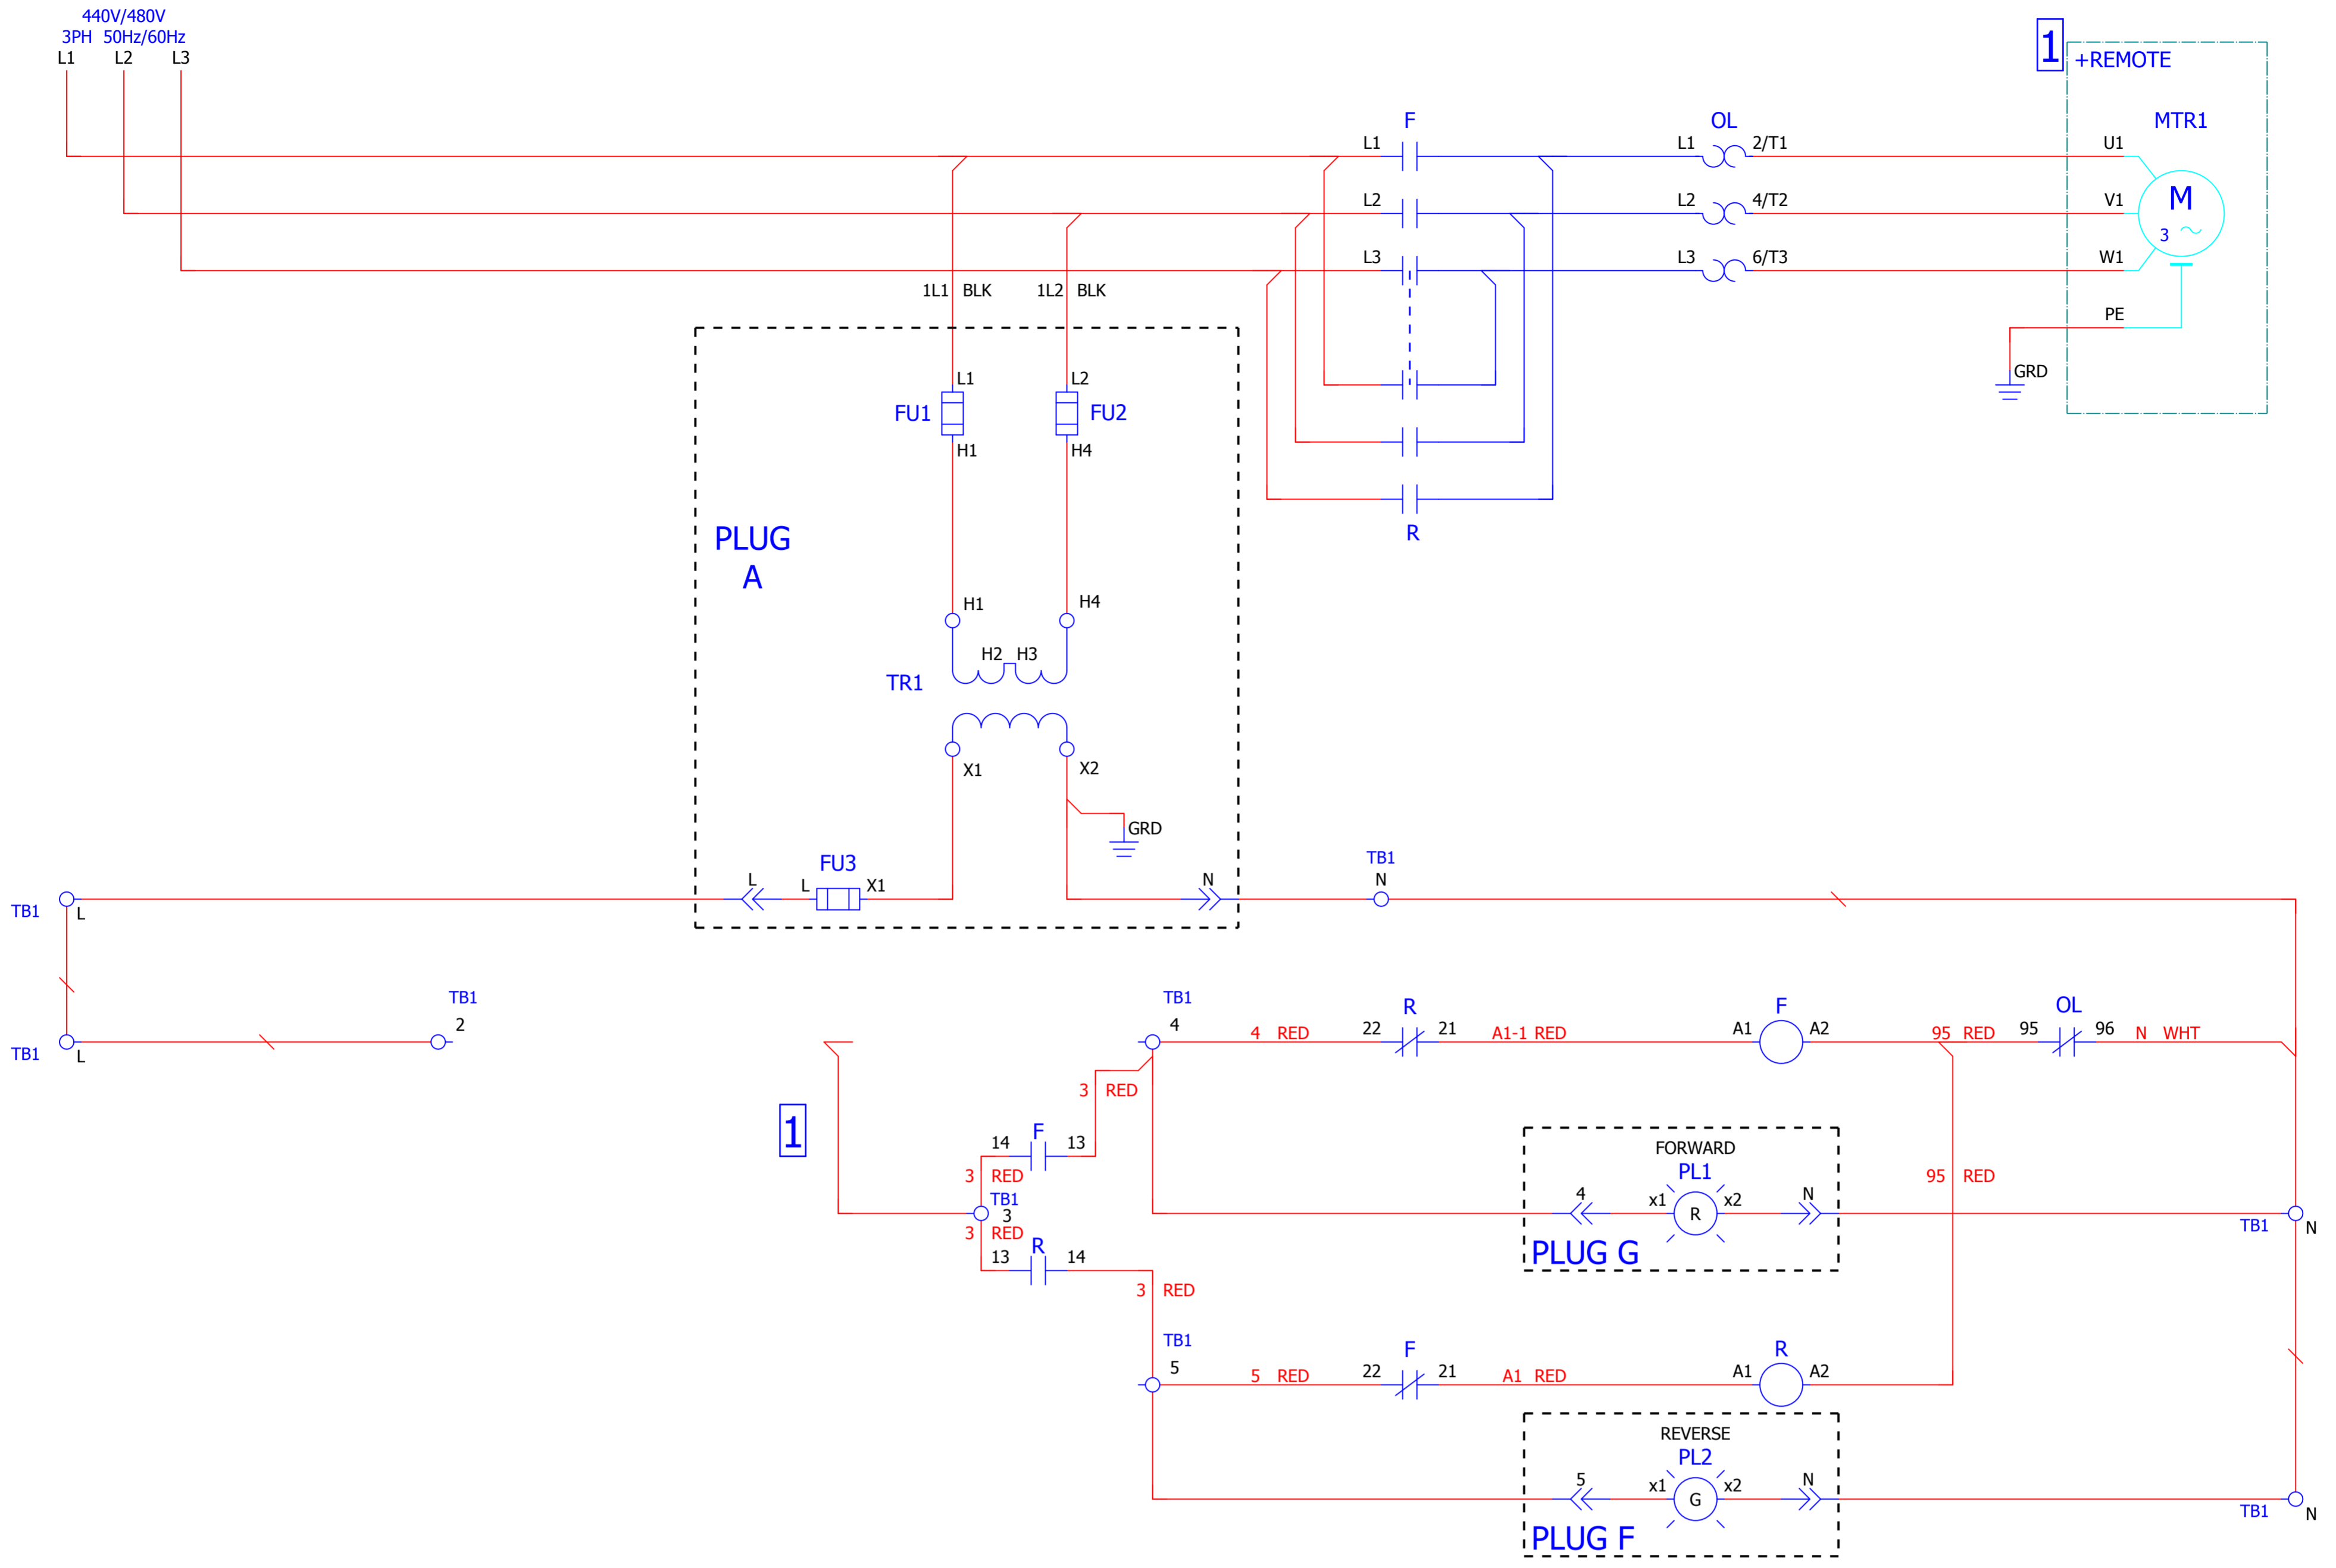 440V/480V
3PH 50Hz/60Hz
L1 L2 L3
1
+REMOTE
F
OL
MTR1
L1
L1
2/T1
U1
L2
L2
4/T2
V1
M
3
L3
L3
6/T3
W1
1L1 BLK
1L2 BLK
PE
GRD
L1
L2
FU1
FU2
H1
H4
PLUG
A
R
H1
H4
H2 H3
TR1
X1
X2
GRD
FU3
L
L
X1
N
TB1
N
TB1
L
TB1
2
TB1
L
TB1
4
4 RED
R
22
21
A1-1 RED
F
A1
A2
95 RED
OL
95
96
N WHT
3 RED
1
F
14
13
3 RED
TB1
3
3 RED
R
13
14
3 RED
FORWARD
PL1
4
x1
R
x2
N
PLUG G
95 RED
TB1
N
TB1
5
5 RED
F
22
21
A1 RED
R
A1
A2
REVERSE
PL2
5
x1
G
x2
N
PLUG F
TB1
N